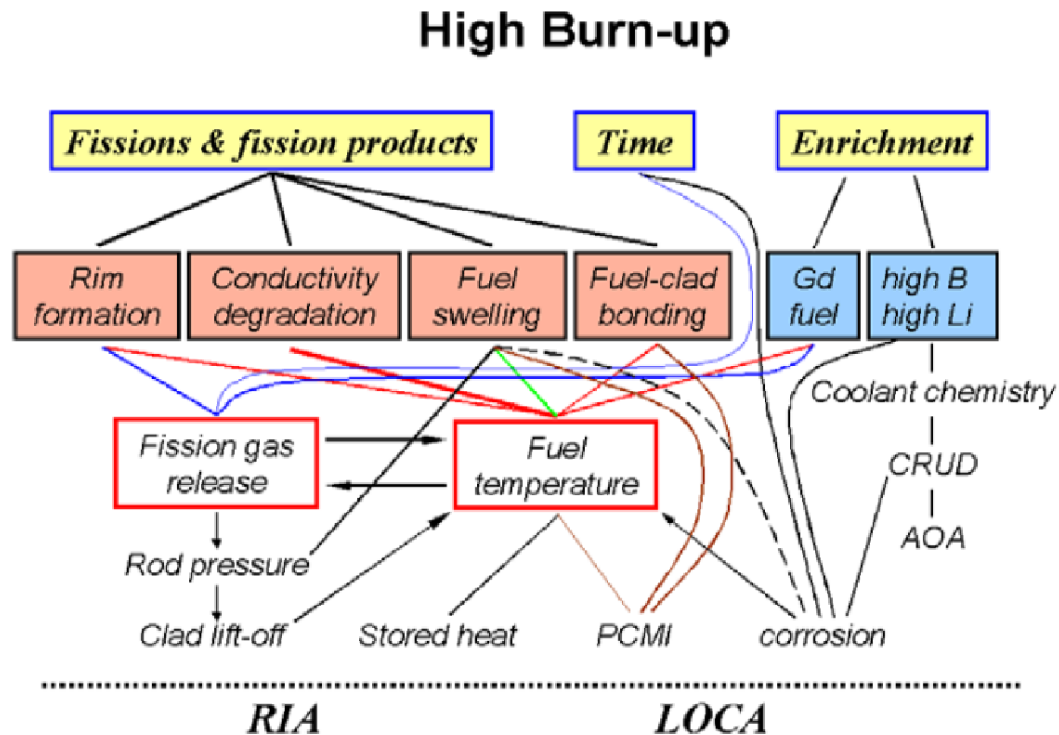 High Burn-up
Fissions & fission products
Time
Enrichment
Rim
formation
Conductivity
degradation
Fuel
swelling
Fuel-clad
bonding
Gd
fuel
high B
high Li
Coolant chemistry
Fission gas
release
Fuel
temperature
CRUD
AOA
Rod pressure
Clad lift-off
Stored heat
PCMI
corrosion
RIA
LOCA